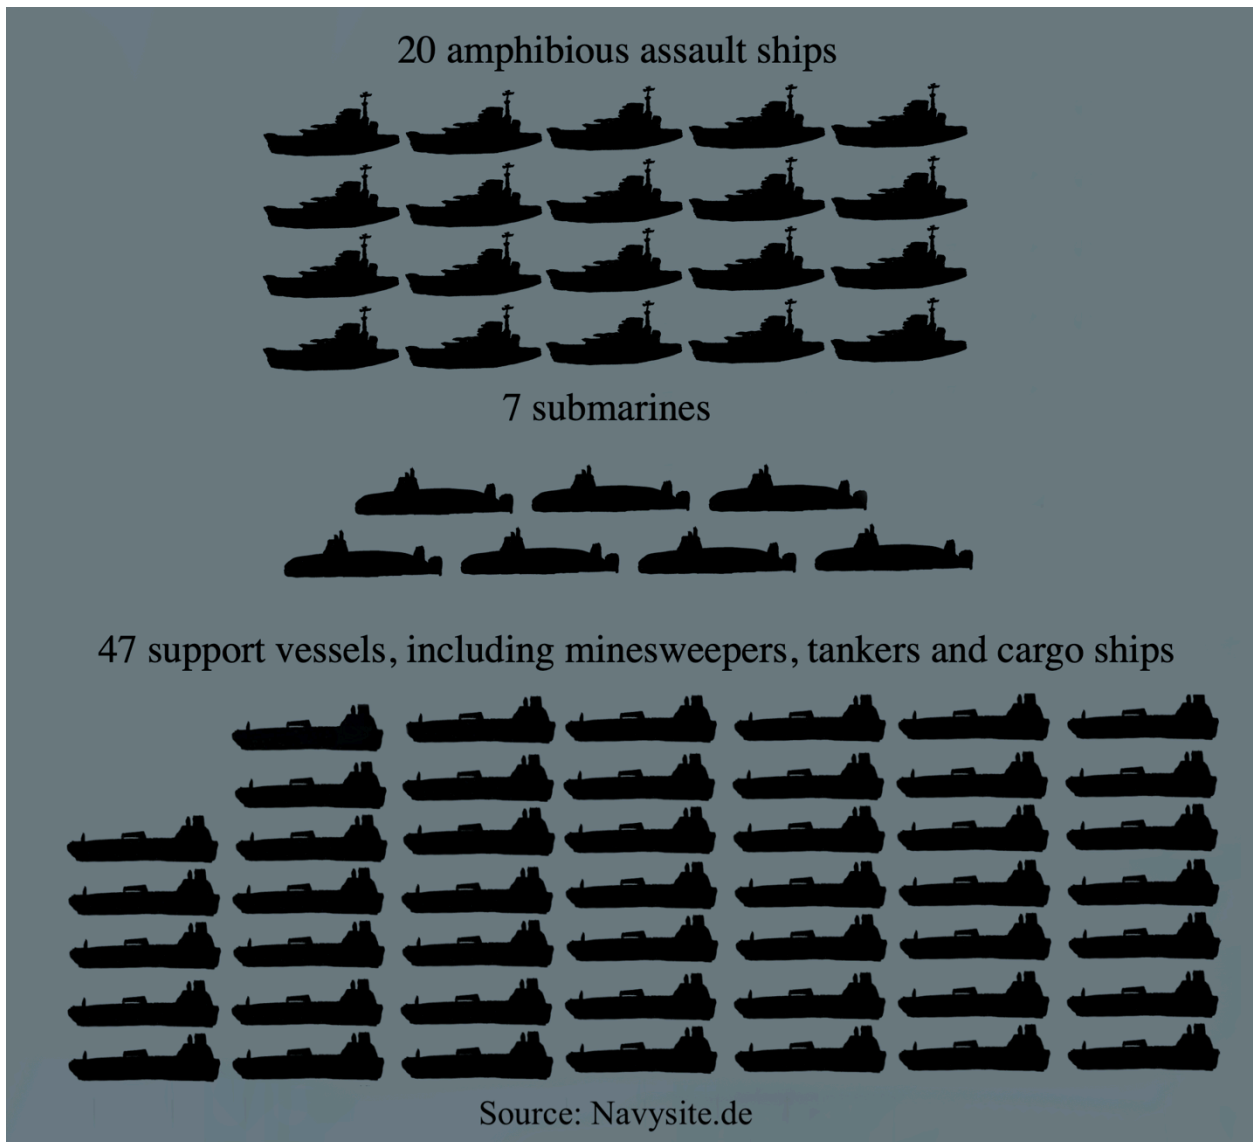 20 amphibious assault ships
7 submarines
47 support vessels, including minesweepers, tankers and cargo ships
Source: Navysite.de